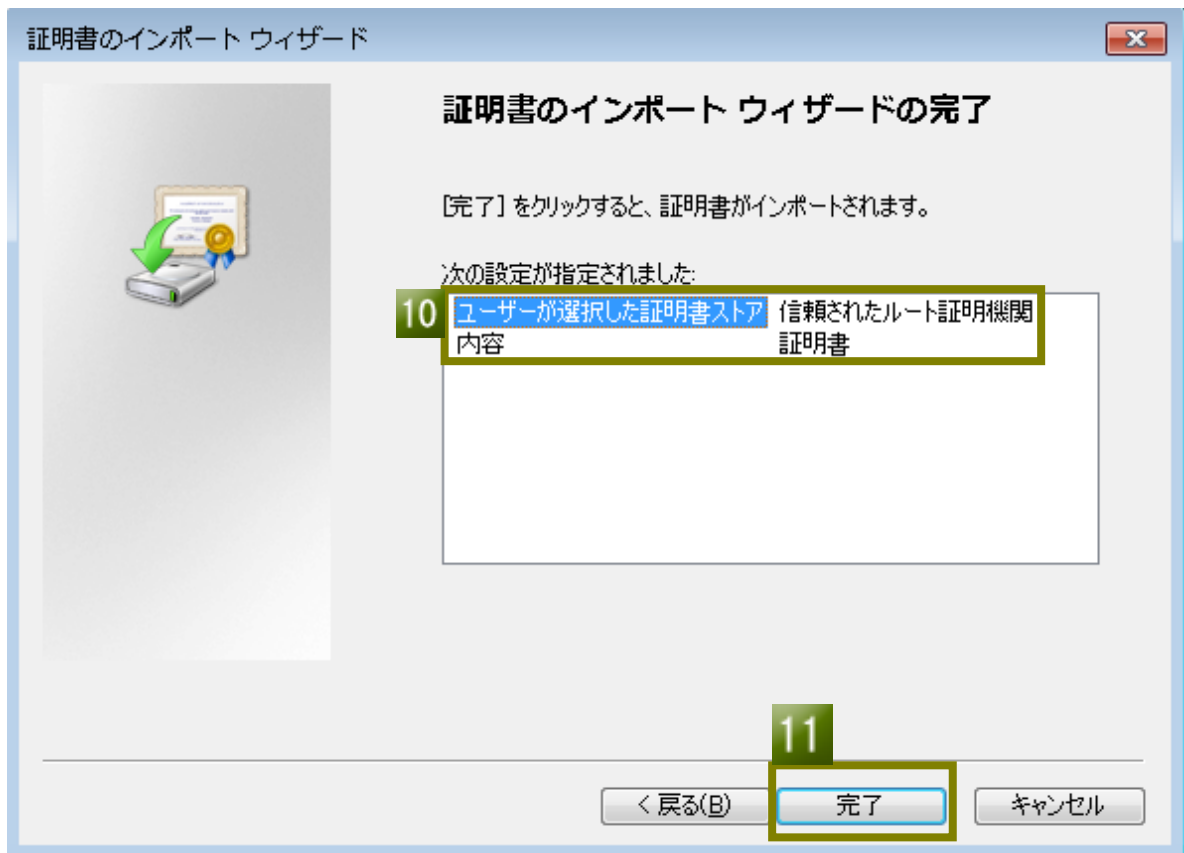 証明書のインポート ウィザード
証明書のインポート ウィザードの完了
[完了] をクリックすると、証明書がインポートされます。
次の設定が指定されました:
10 ユーザーが選択した証明書ストア 信頼されたルート証明機関
内容 証明書
11
< 戻る(B) 完了 キャンセル